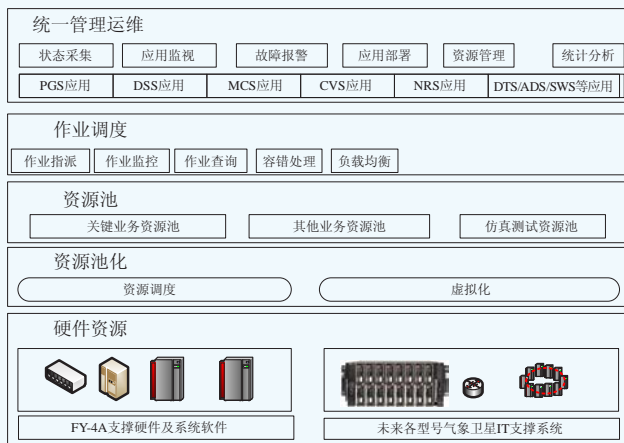 统一管理运维
状态采集 应用监视 故障报警 应用部署 资源管理 统计分析
PGS应用 DSS应用 MCS应用 CVS应用 NRS应用 DTS/ADS/SWS等应用
作业调度
作业指派 作业监控 作业查询 容错处理 负载均衡
资源池
关键业务资源池 其他业务资源池 仿真测试资源池
资源池化
资源调度 虚拟化
硬件资源
FY-4A支撑硬件及系统软件 未来各型号气象卫星IT支撑系统